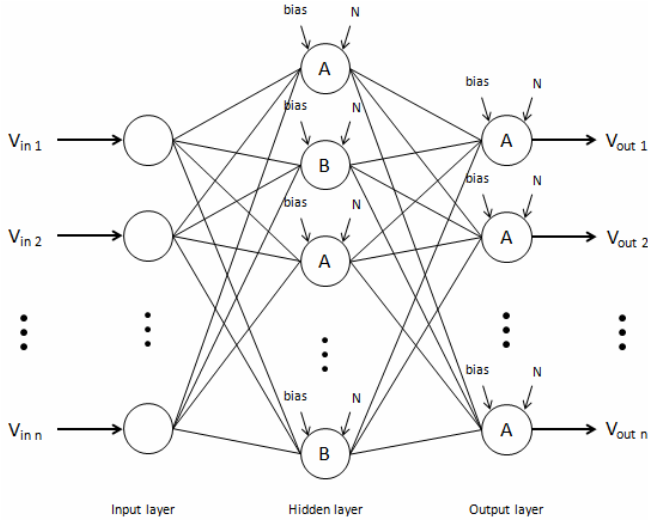 bias N
A
bias N
bias N
V in 1
A
V out 1
B
bias N
bias N
V in 2
A
V out 2
A
bias N
bias N
bias N
V in n
A
V out n
B
Input layer Hidden layer Output layer